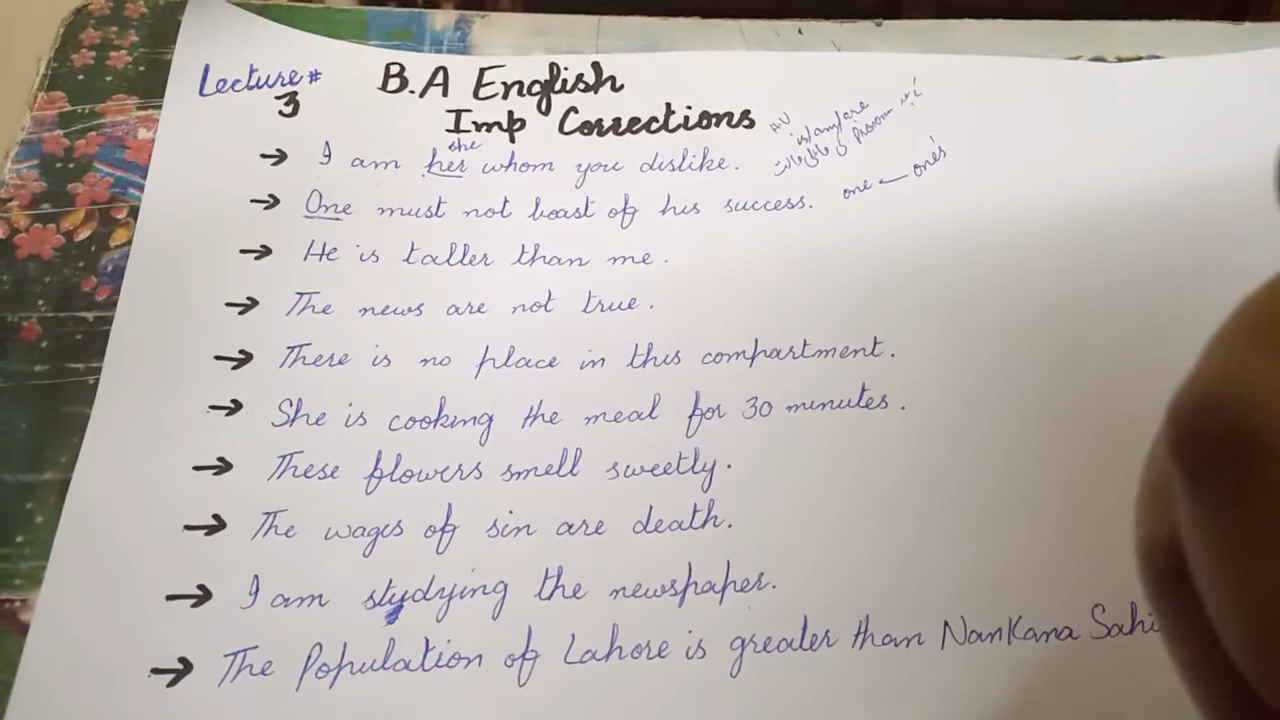 Lecture#
3
B.A English
Imp Corrections
H.V
is/am/are
she
→ I am her whom you dislike.
→ One must not boast of his success. one — one's
→ He is taller than me.
→ The news are not true.
→ There is no place in this compartment.
→ She is cooking the meal for 30 minutes.
→ These flowers smell sweetly.
→ The wages of sin are death.
→ I am studying the newspaper.
→ The Population of Lahore is greater than Nankana Sahi